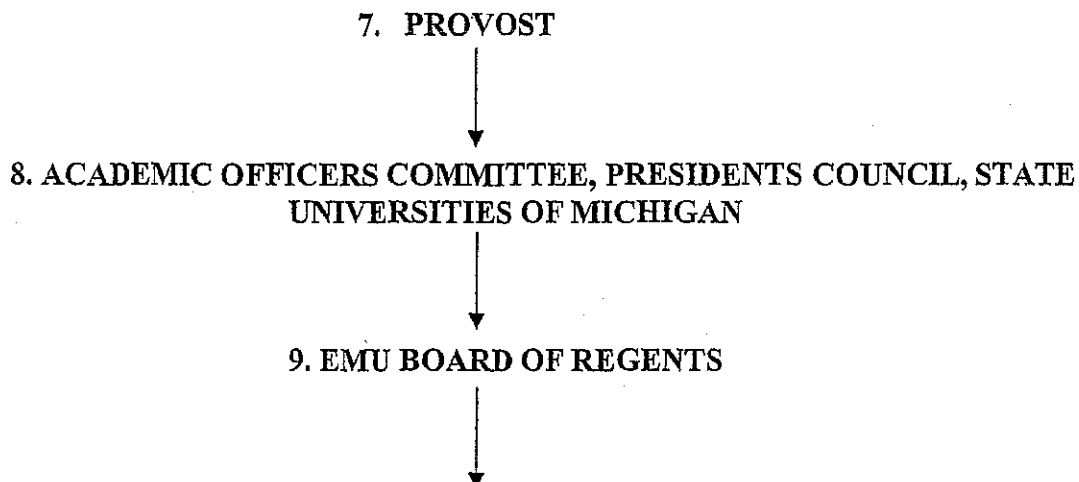 7. PROVOST
8. ACADEMIC OFFICERS COMMITTEE, PRESIDENTS COUNCIL, STATE
UNIVERSITIES OF MICHIGAN
9. EMU BOARD OF REGENTS